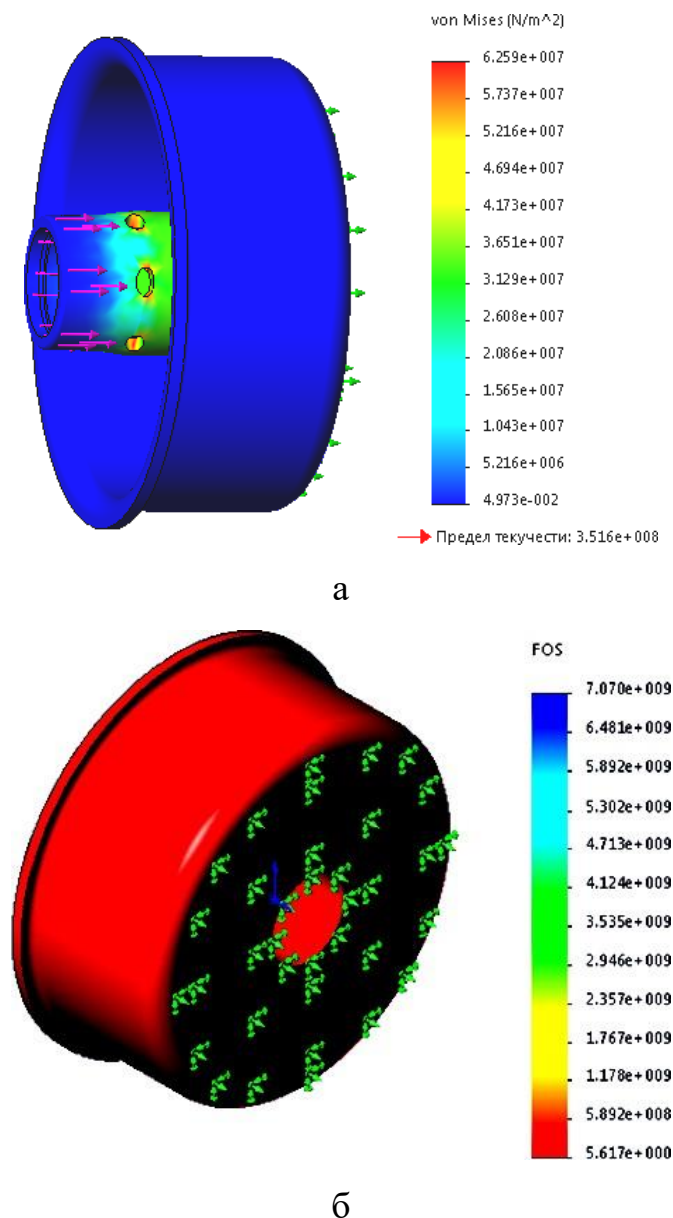 von Mises (N/m^2)
6.259e+007
5.737e+007
5.216e+007
4.694e+007
4.173e+007
3.651e+007
3.129e+007
2.608e+007
2.086e+007
1.565e+007
1.043e+007
5.216e+006
4.973e-002
Предел текучести: 3.516e+008
а
FOS
7.070e+009
6.481e+009
5.892e+009
5.302e+009
4.713e+009
4.124e+009
3.535e+009
2.946e+009
2.357e+009
1.767e+009
1.178e+009
5.892e+008
5.617e+000
б